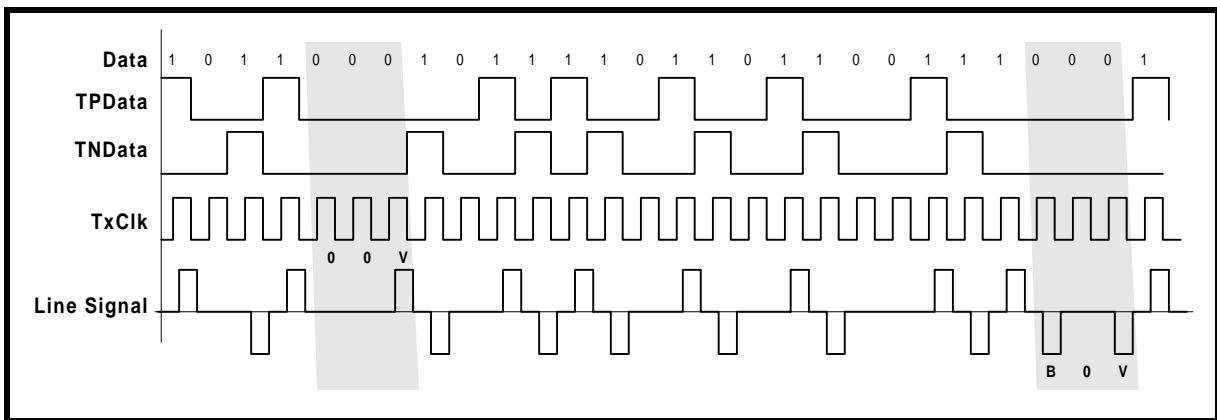 Data 1 0 1 1 0 0 0 1 0 1 1 1 1 0 1 1 0 1 1 0 0 1 1 1 0 0 0 1
TPData
TNData
TxClk
0 0 V
Line Signal
B 0 V